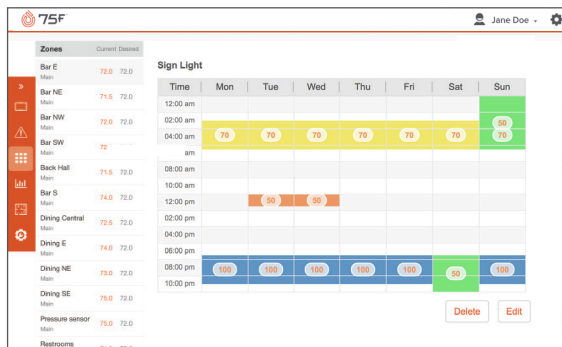 75F
Jane Doe
Zones Current Desired
Bar E 72.0 72.0
Main
Bar NE 71.5 72.0
Main
Bar NW 72.0 72.0
Main
Bar SW 72
Main
Back Hall 71.5 72.0
Main
Bar S 74.0 72.0
Main
Dining Central 72.5 72.0
Main
Dining E 74.0 72.0
Main
Dining NE 73.0 72.0
Main
Dining SE 75.0 72.0
Main
Pressure sensor 75.0 72.0
Main
Restrooms
Sign Light
Time Mon Tue Wed Thu Fri Sat Sun
12:00 am
02:00 am 50
04:00 am 70 70 70 70 70 70 70
am
08:00 am
10:00 am
12:00 pm 50 50
02:00 pm
04:00 pm
06:00 pm
08:00 pm 100 100 100 100 100 50 100
10:00 pm
Delete Edit